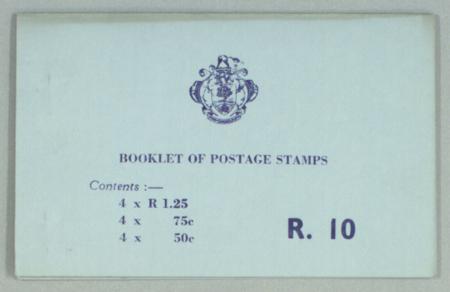 BOOKLET OF POSTAGE STAMPS
Contents :—
4 x R 1.25
4 x 75c
4 x 50c
R. 10